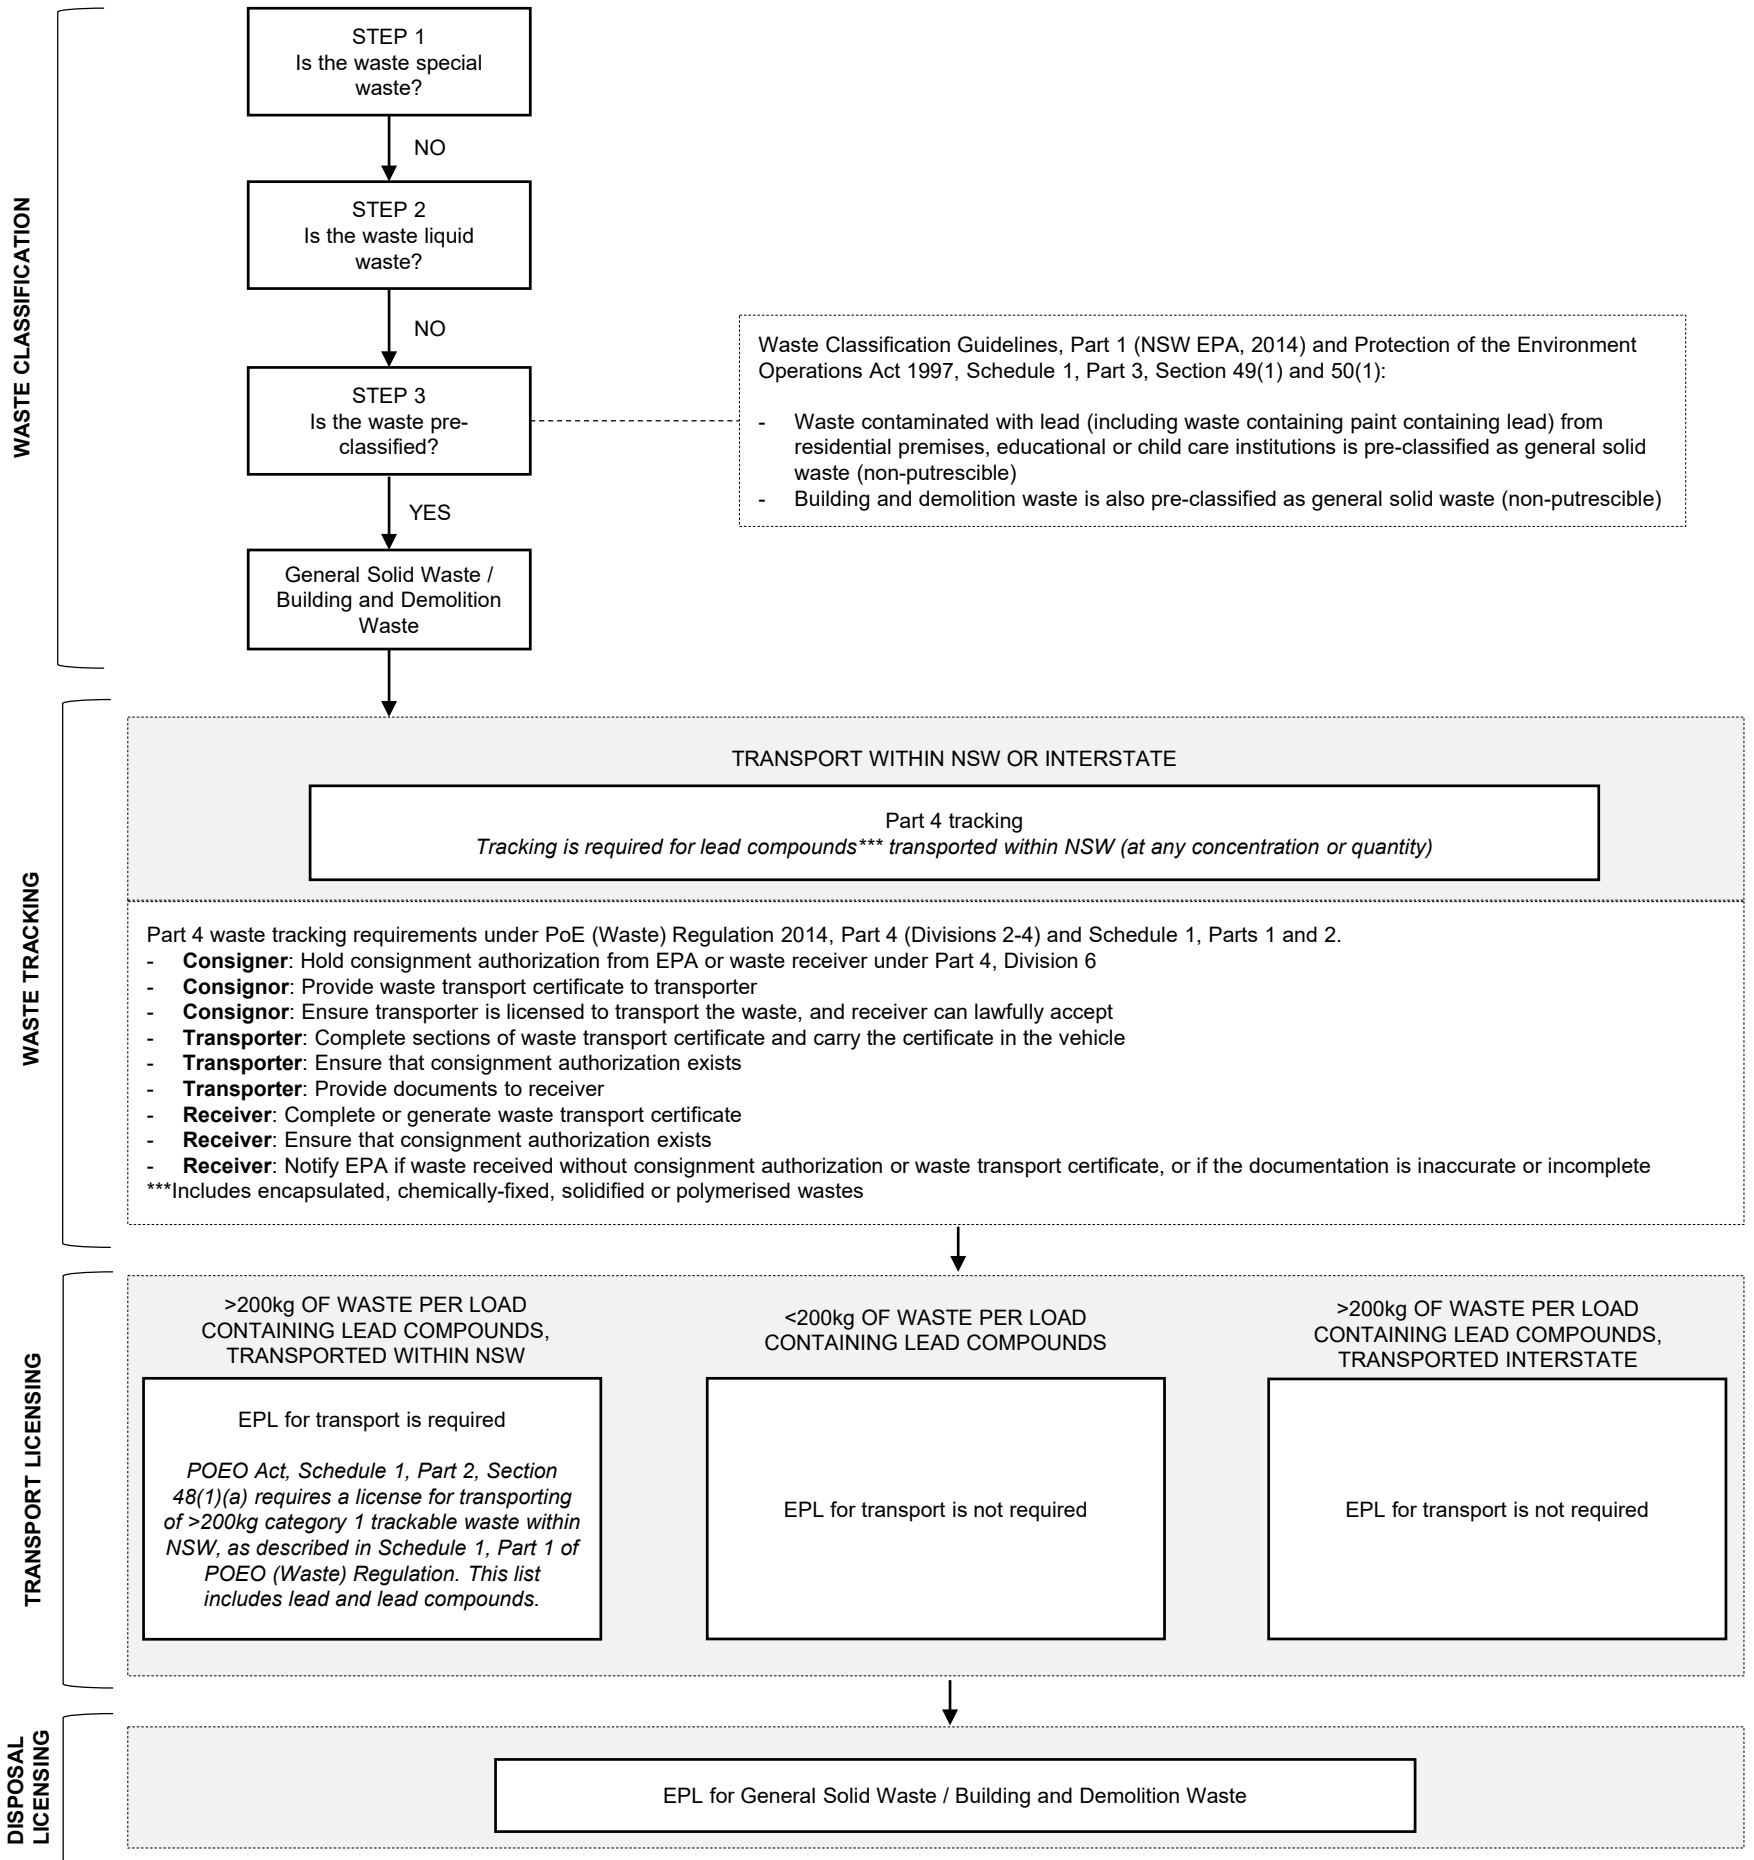 WASTE CLASSIFICATION
STEP 1
Is the waste special
waste?
NO
STEP 2
Is the waste liquid
waste?
NO
STEP 3
Is the waste pre-
classified?
Waste Classification Guidelines, Part 1 (NSW EPA, 2014) and Protection of the Environment
Operations Act 1997, Schedule 1, Part 3, Section 49(1) and 50(1):
- Waste contaminated with lead (including waste containing paint containing lead) from
residential premises, educational or child care institutions is pre-classified as general solid
waste (non-putrescible)
- Building and demolition waste is also pre-classified as general solid waste (non-putrescible)
YES
General Solid Waste /
Building and Demolition
Waste
WASTE TRACKING
TRANSPORT WITHIN NSW OR INTERSTATE
Part 4 tracking
Tracking is required for lead compounds*** transported within NSW (at any concentration or quantity)
Part 4 waste tracking requirements under PoE (Waste) Regulation 2014, Part 4 (Divisions 2-4) and Schedule 1, Parts 1 and 2.
- Consigner: Hold consignment authorization from EPA or waste receiver under Part 4, Division 6
- Consignor: Provide waste transport certificate to transporter
- Consignor: Ensure transporter is licensed to transport the waste, and receiver can lawfully accept
- Transporter: Complete sections of waste transport certificate and carry the certificate in the vehicle
- Transporter: Ensure that consignment authorization exists
- Transporter: Provide documents to receiver
- Receiver: Complete or generate waste transport certificate
- Receiver: Ensure that consignment authorization exists
- Receiver: Notify EPA if waste received without consignment authorization or waste transport certificate, or if the documentation is inaccurate or incomplete
***Includes encapsulated, chemically-fixed, solidified or polymerised wastes
TRANSPORT LICENSING
>200kg OF WASTE PER LOAD
CONTAINING LEAD COMPOUNDS,
TRANSPORTED WITHIN NSW
EPL for transport is required
POEO Act, Schedule 1, Part 2, Section
48(1)(a) requires a license for transporting
of >200kg category 1 trackable waste within
NSW, as described in Schedule 1, Part 1 of
POEO (Waste) Regulation. This list
includes lead and lead compounds.
<200kg OF WASTE PER LOAD
CONTAINING LEAD COMPOUNDS
EPL for transport is not required
>200kg OF WASTE PER LOAD
CONTAINING LEAD COMPOUNDS,
TRANSPORTED INTERSTATE
EPL for transport is not required
DISPOSAL
LICENSING
EPL for General Solid Waste / Building and Demolition Waste